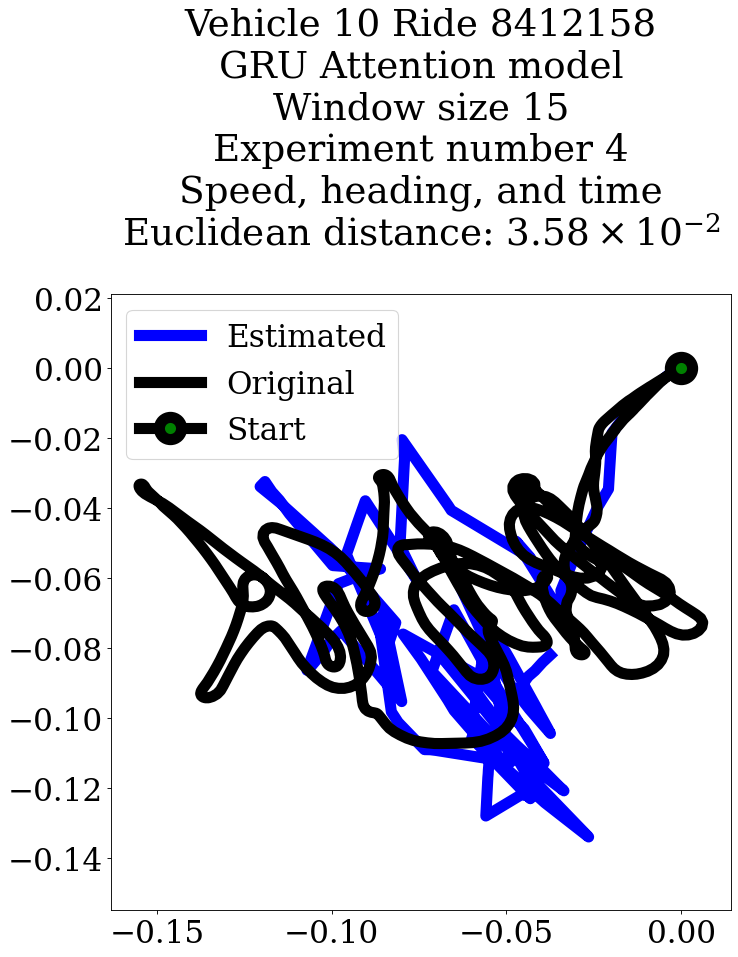 Vehicle 10 Ride 8412158
GRU Attention model
Window size 15
Experiment number 4
Speed, heading, and time
Euclidean distance: 3.58 × 10⁻²
0.02
0.00
−0.02
−0.04
−0.06
−0.08
−0.10
−0.12
−0.14
Estimated
Original
Start
−0.15
−0.10
−0.05
0.00